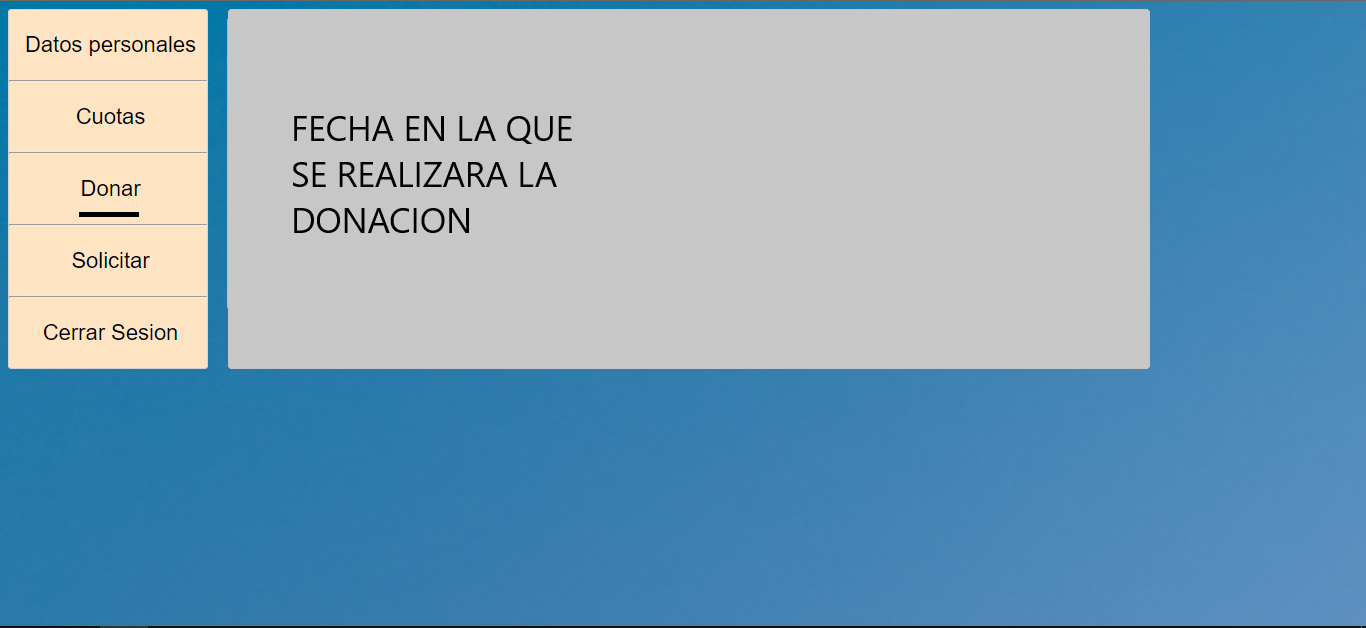 Datos personales
Cuotas
Donar
Solicitar
Cerrar Sesion
FECHA EN LA QUE
SE REALIZARA LA
DONACION